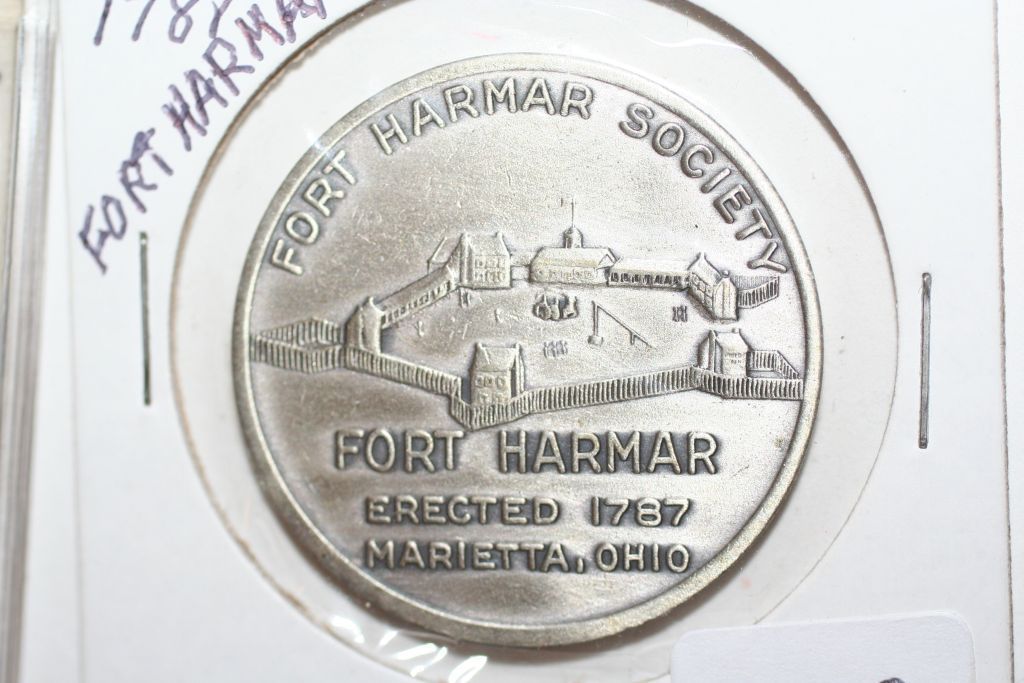 FORT HARMAR
FORT HARMAR SOCIETY
FORT HARMAR
ERECTED 1787
MARIETTA, OHIO